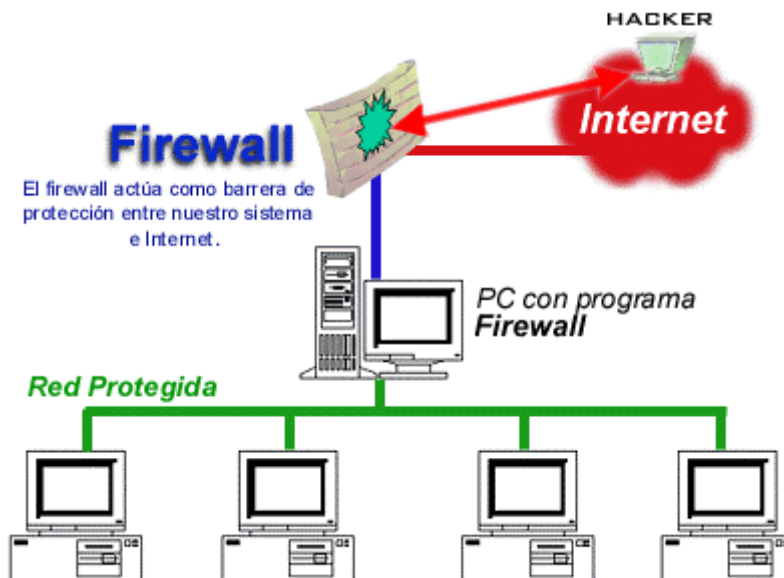 HACKER
Internet
Firewall
El firewall actúa como barrera de
protección entre nuestro sistema
e Internet.
PC con programa
Firewall
Red Protegida